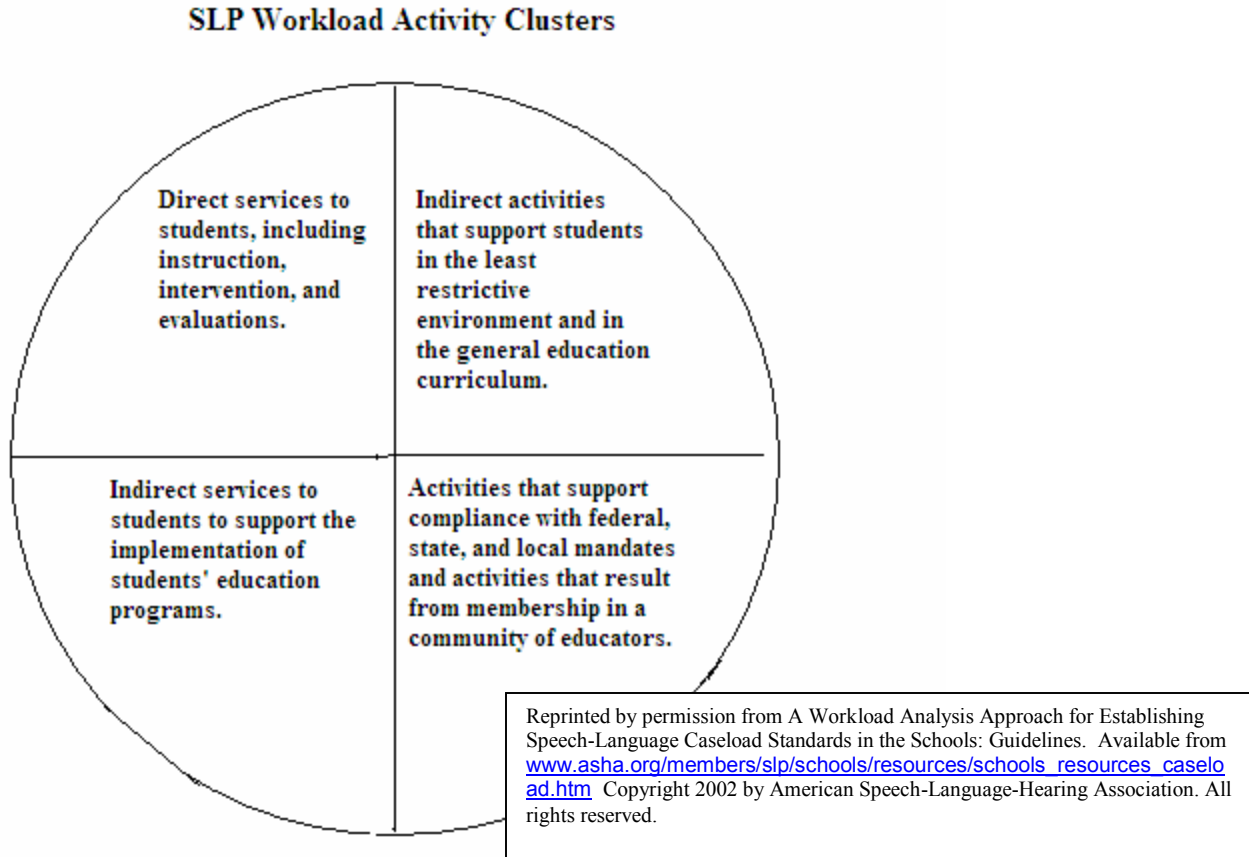 SLP Workload Activity Clusters
Direct services to
students, including
instruction,
intervention, and
evaluations.
Indirect activities
that support students
in the least
restrictive
environment and in
the general education
curriculum.
Indirect services to
students to support the
implementation of
students' education
programs.
Activities that support
compliance with federal,
state, and local mandates
and activities that result
from membership in a
community of educators.
Reprinted by permission from A Workload Analysis Approach for Establishing
Speech-Language Caseload Standards in the Schools: Guidelines. Available from
www.asha.org/members/slp/schools/resources/schools_resources_caselo
ad.htm Copyright 2002 by American Speech-Language-Hearing Association. All
rights reserved.